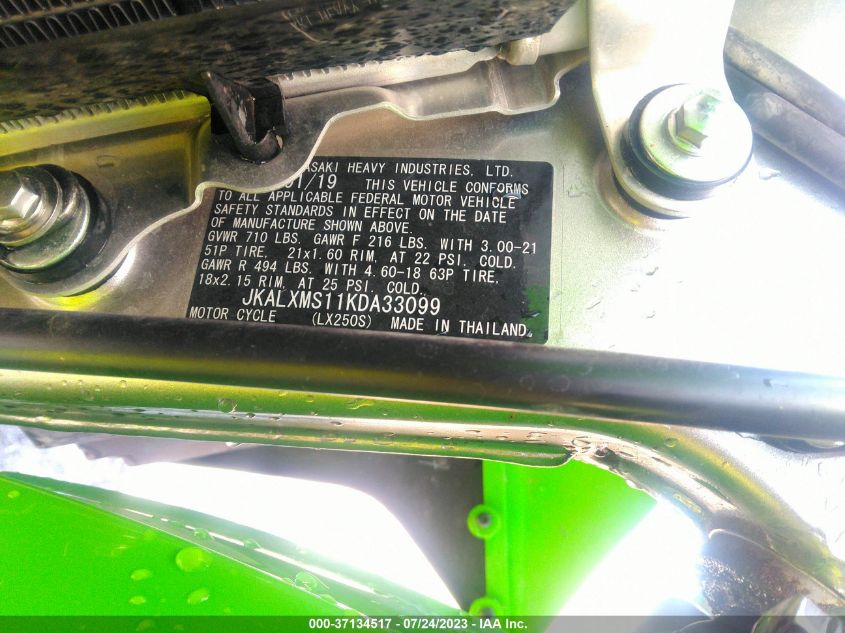 ASAKI HEAVY INDUSTRIES, LTD.
01/19 THIS VEHICLE CONFORMS
TO ALL APPLICABLE FEDERAL MOTOR VEHICLE
SAFETY STANDARDS IN EFFECT ON THE DATE
OF MANUFACTURE SHOWN ABOVE.
GVWR 710 LBS. GAWR F 216 LBS. WITH 3.00-21
51P TIRE, 21x1.60 RIM, AT 22 PSI. COLD.
GAWR R 494 LBS. WITH 4.60-18 63P TIRE,
18x2.15 RIM, AT 25 PSI. COLD.
JKALXMS11KDA33099
MOTOR CYCLE (LX250S) MADE IN THAILAND
000-37134517 - 07/24/2023 - IAA Inc.